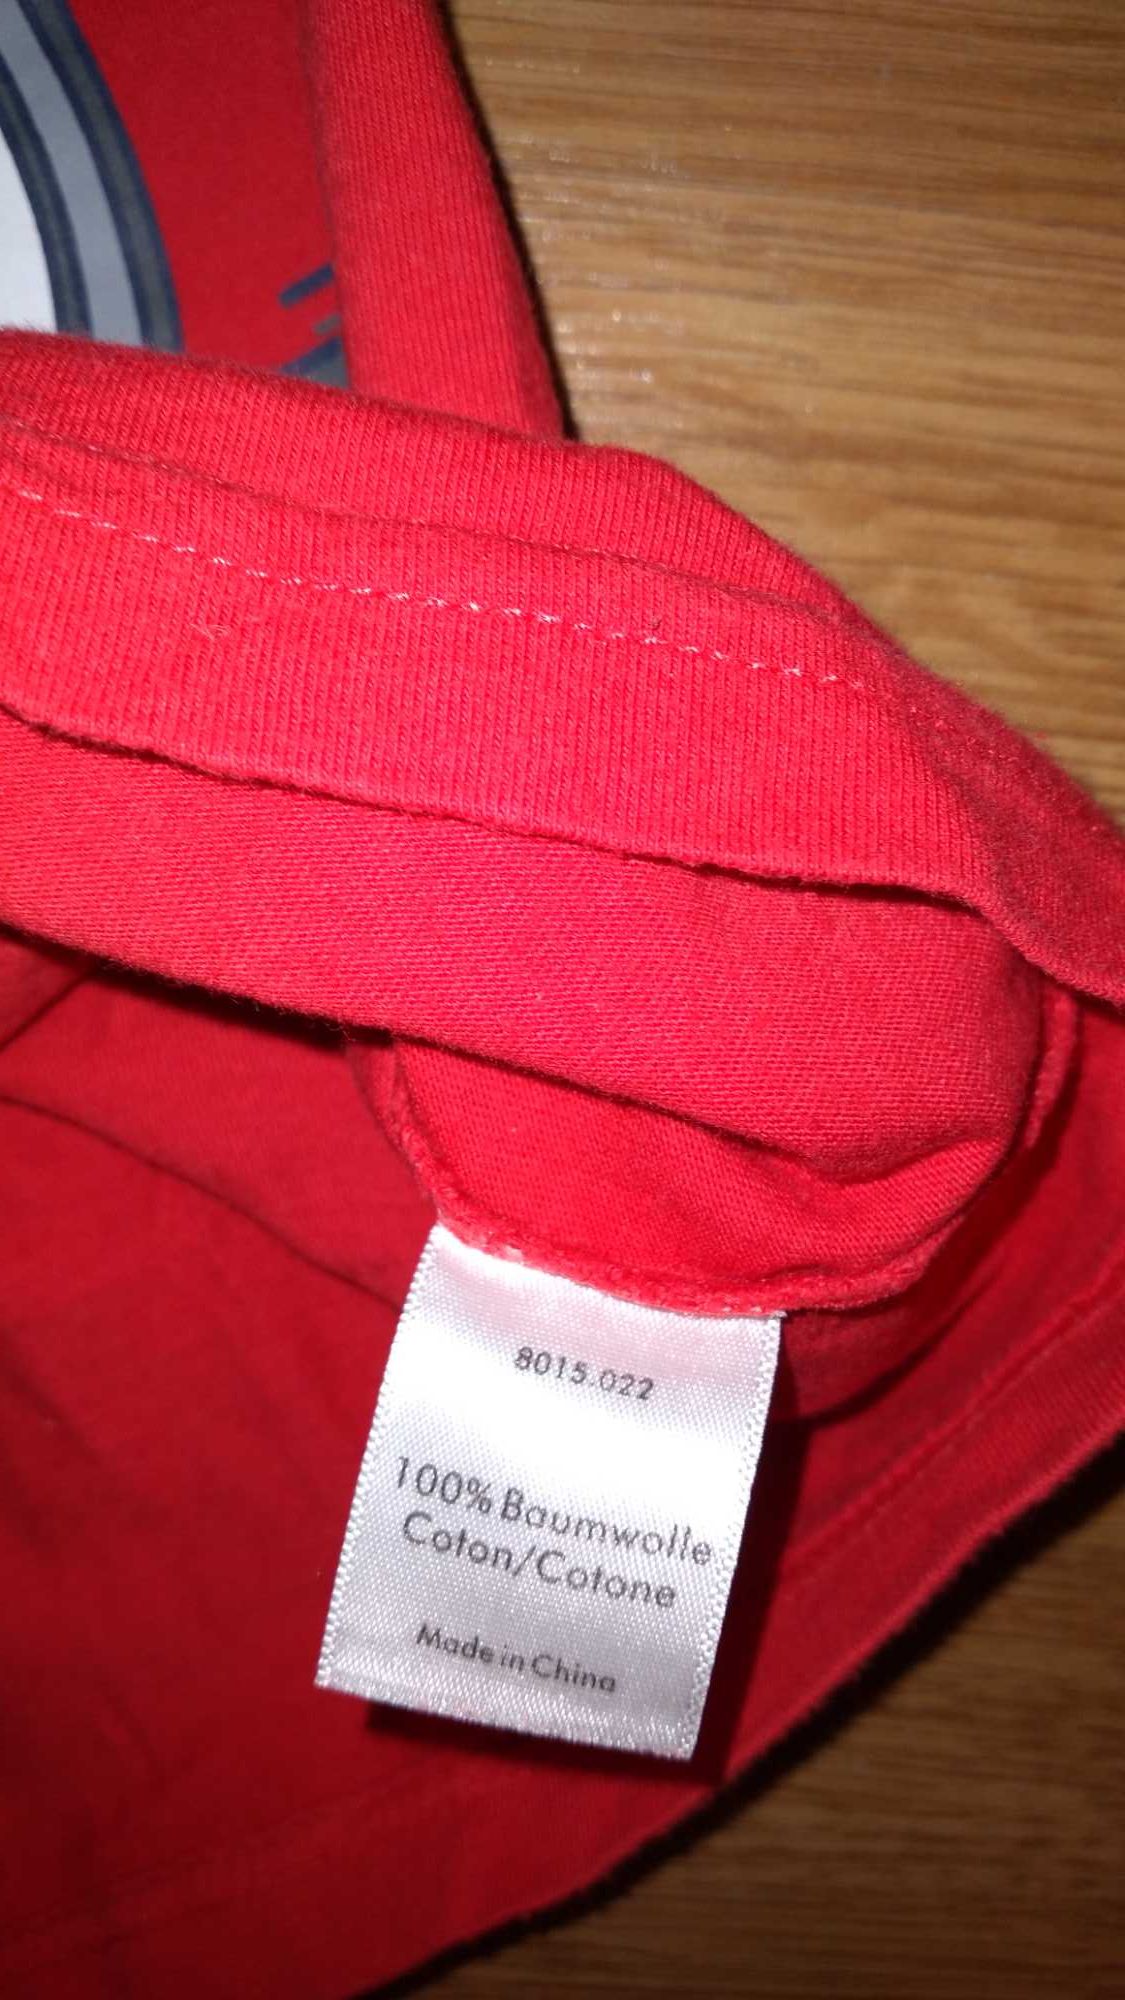 8015.022
100% Baumwolle
Coton/Cotone
Made in China